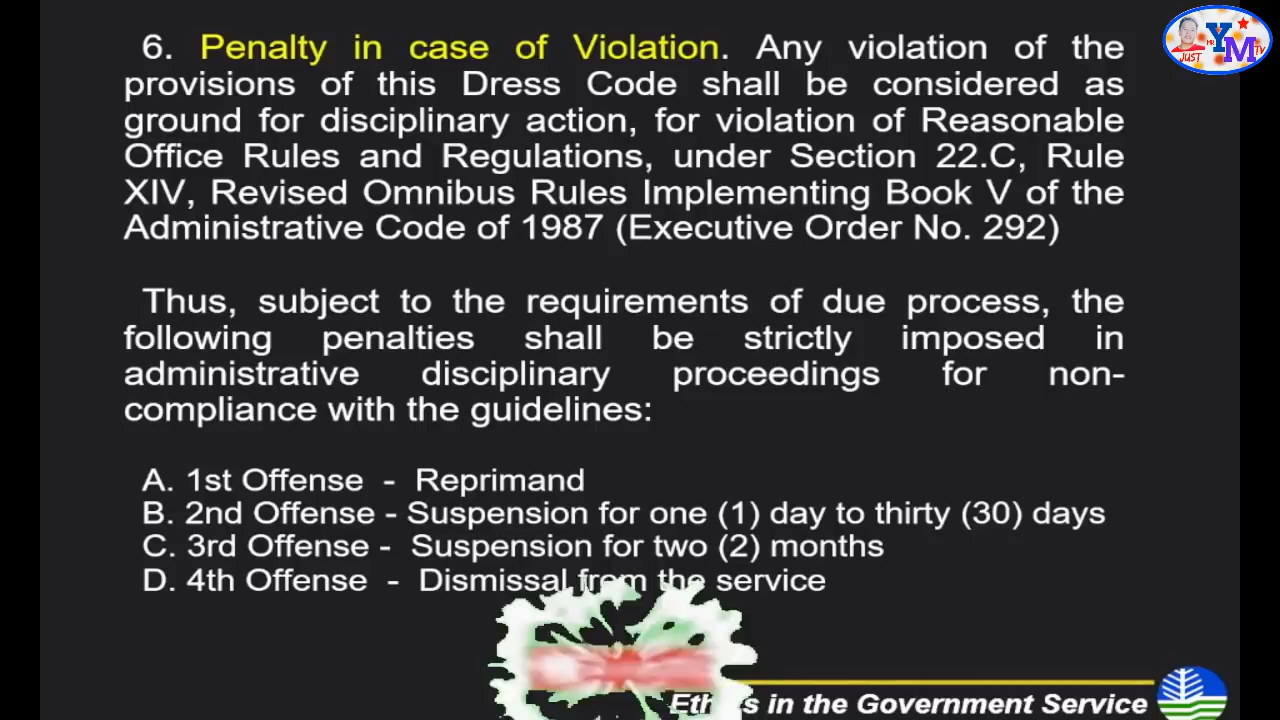 6. Penalty in case of Violation. Any violation of the
provisions of this Dress Code shall be considered as
ground for disciplinary action, for violation of Reasonable
Office Rules and Regulations, under Section 22.C, Rule
XIV, Revised Omnibus Rules Implementing Book V of the
Administrative Code of 1987 (Executive Order No. 292)
Thus, subject to the requirements of due process, the
following penalties shall be strictly imposed in
administrative disciplinary proceedings for non-
compliance with the guidelines:
A. 1st Offense - Reprimand
B. 2nd Offense - Suspension for one (1) day to thirty (30) days
C. 3rd Offense - Suspension for two (2) months
D. 4th Offense - Dismissal from the service
in the Government Service
JUST MR YM TV